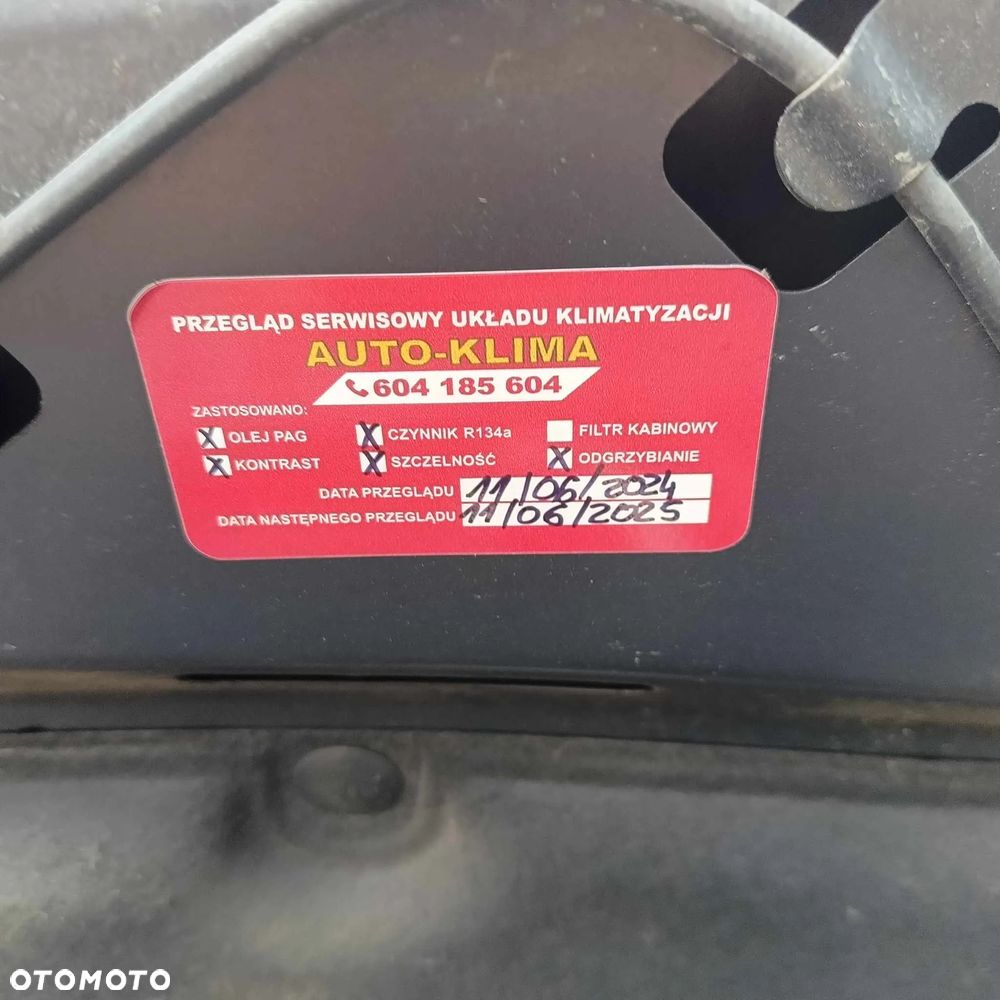 PRZEGLĄD SERWISOWY UKŁADU KLIMATYZACJI
AUTO-KLIMA
604 185 604
ZASTOSOWANO:
X OLEJ PAG X CZYNNIK R134a FILTR KABINOWY
X KONTRAST X SZCZELNOŚĆ X ODGRZYBIANIE
DATA PRZEGLĄDU 11/06/2024
DATA NASTĘPNEGO PRZEGLĄDU 11/06/2025
OTOMOTO